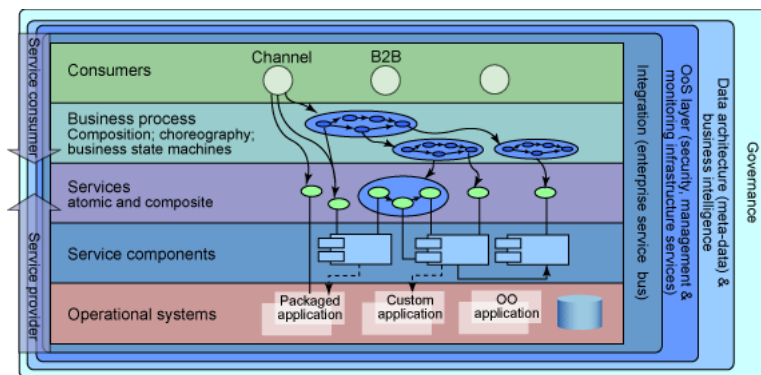 Service consumer
Service provider
Consumers
Channel
B2B
Business process
Composition; choreography;
business state machines
Services
atomic and composite
Service components
Operational systems
Packaged
application
Custom
application
OO
application
Integration (enterprise service bus)
QoS layer (security, management &
monitoring infrastructure services)
Data architecture (meta-data) &
business intelligence
Governance